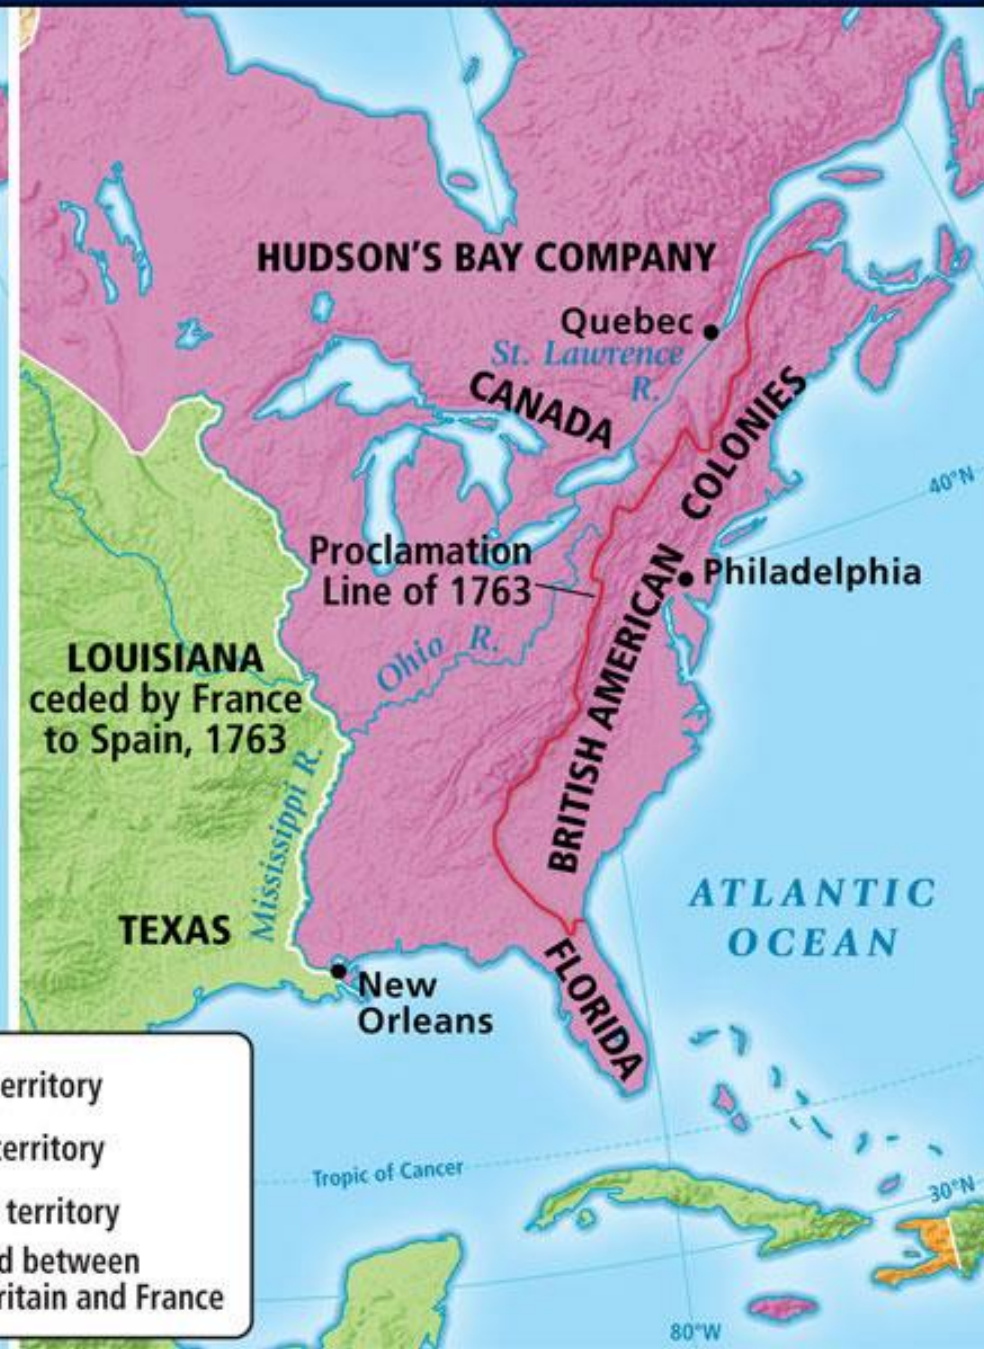 HUDSON'S BAY COMPANY
Quebec
St. Lawrence
R.
CANADA
COLONIES
40°N
Proclamation
Line of 1763
Philadelphia
BRITISH AMERICAN
Ohio R.
LOUISIANA
ceded by France
to Spain, 1763
Mississippi R.
ATLANTIC
OCEAN
TEXAS
New
Orleans
FLORIDA
erritory
territory
territory
d between
ritain and France
Tropic of Cancer
30°N
80°W